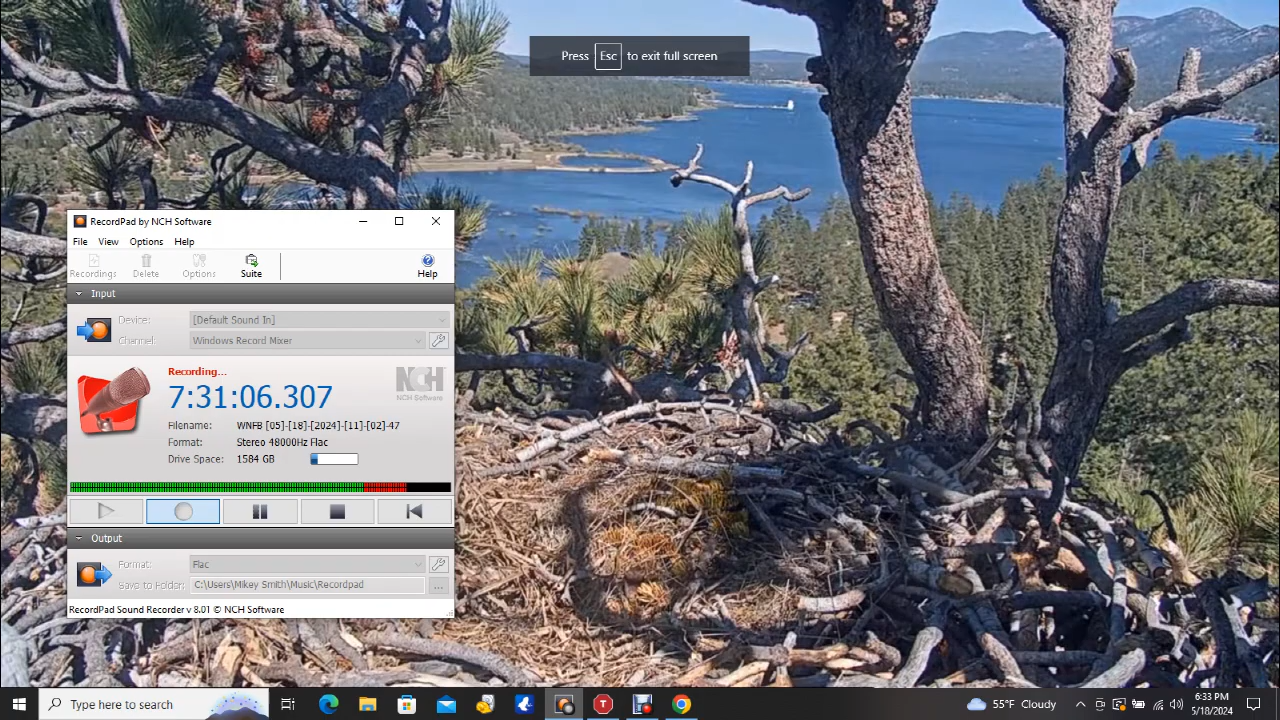 Press Esc to exit full screen
RecordPad by NCH Software
File View Options Help
Recordings Delete Options Suite Help
Input
Device: [Default Sound In]
Channel: Windows Record Mixer
Recording...
7:31:06.307
NCH
NCH Software
Filename: WNFB [05]-[18]-[2024]-[11]-[02]-47
Format: Stereo 48000Hz Flac
Drive Space: 1584 GB
Output
Format: Flac
Save to Folder: C:\Users\Mikey Smith\Music\Recordpad
...
RecordPad Sound Recorder v 8.01 © NCH Software
Type here to search
T
55°F Cloudy
6:33 PM
5/18/2024